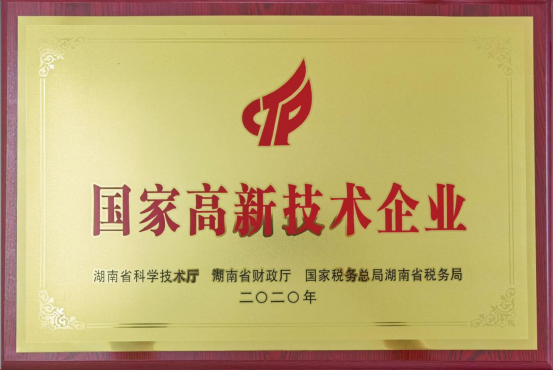 CTP
国家高新技术企业
湖南省科学技术厅 湖南省财政厅 国家税务总局湖南省税务局
二〇二〇年